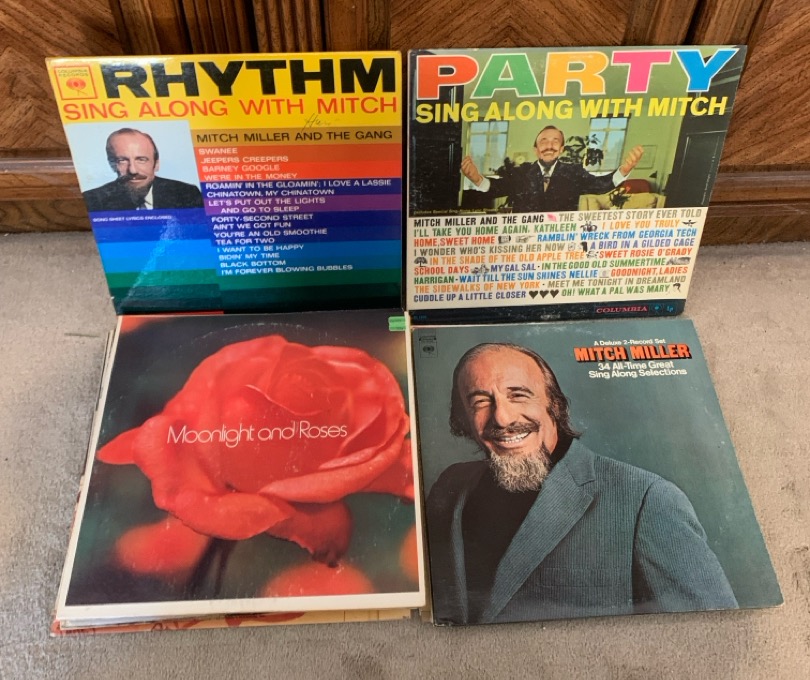 COLUMBIA
RHYTHM
SING ALONG WITH MITCH
MITCH MILLER AND THE GANG
SWANEE
JEEPERS CREEPERS
BARNEY GOOGLE
WE'RE IN THE MONEY
ROAMIN' IN THE GLOAMIN'; I LOVE A LASSIE
CHINATOWN, MY CHINATOWN
LET'S PUT OUT THE LIGHTS
AND GO TO SLEEP
FORTY-SECOND STREET
AIN'T WE GOT FUN
YOU'RE AN OLD SMOOTHIE
TEA FOR TWO
I WANT TO BE HAPPY
BIDIN' MY TIME
BLACK BOTTOM
I'M FOREVER BLOWING BUBBLES
SONG SHEET LYRICS ENCLOSED
PARTY
SING ALONG WITH MITCH
MITCH MILLER AND THE GANG THE SWEETEST STORY EVER TOLD
I'LL TAKE YOU HOME AGAIN, KATHLEEN I LOVE YOU TRULY
HOME, SWEET HOME RAMBLIN' WRECK FROM GEORGIA TECH
I WONDER WHO'S KISSING HER NOW A BIRD IN A GILDED CAGE
IN THE SHADE OF THE OLD APPLE TREE SWEET ROSIE O'GRADY
SCHOOL DAYS MY GAL SAL · IN THE GOOD OLD SUMMERTIME
HARRIGAN · WAIT TILL THE SUN SHINES NELLIE GOODNIGHT, LADIES
THE SIDEWALKS OF NEW YORK · MEET ME TONIGHT IN DREAMLAND
CUDDLE UP A LITTLE CLOSER ♥♥♥ OH! WHAT A PAL WAS MARY
COLUMBIA Lp
Moonlight and Roses
A Deluxe 2-Record Set
MITCH MILLER
34 All-Time Great
Sing Along Selections